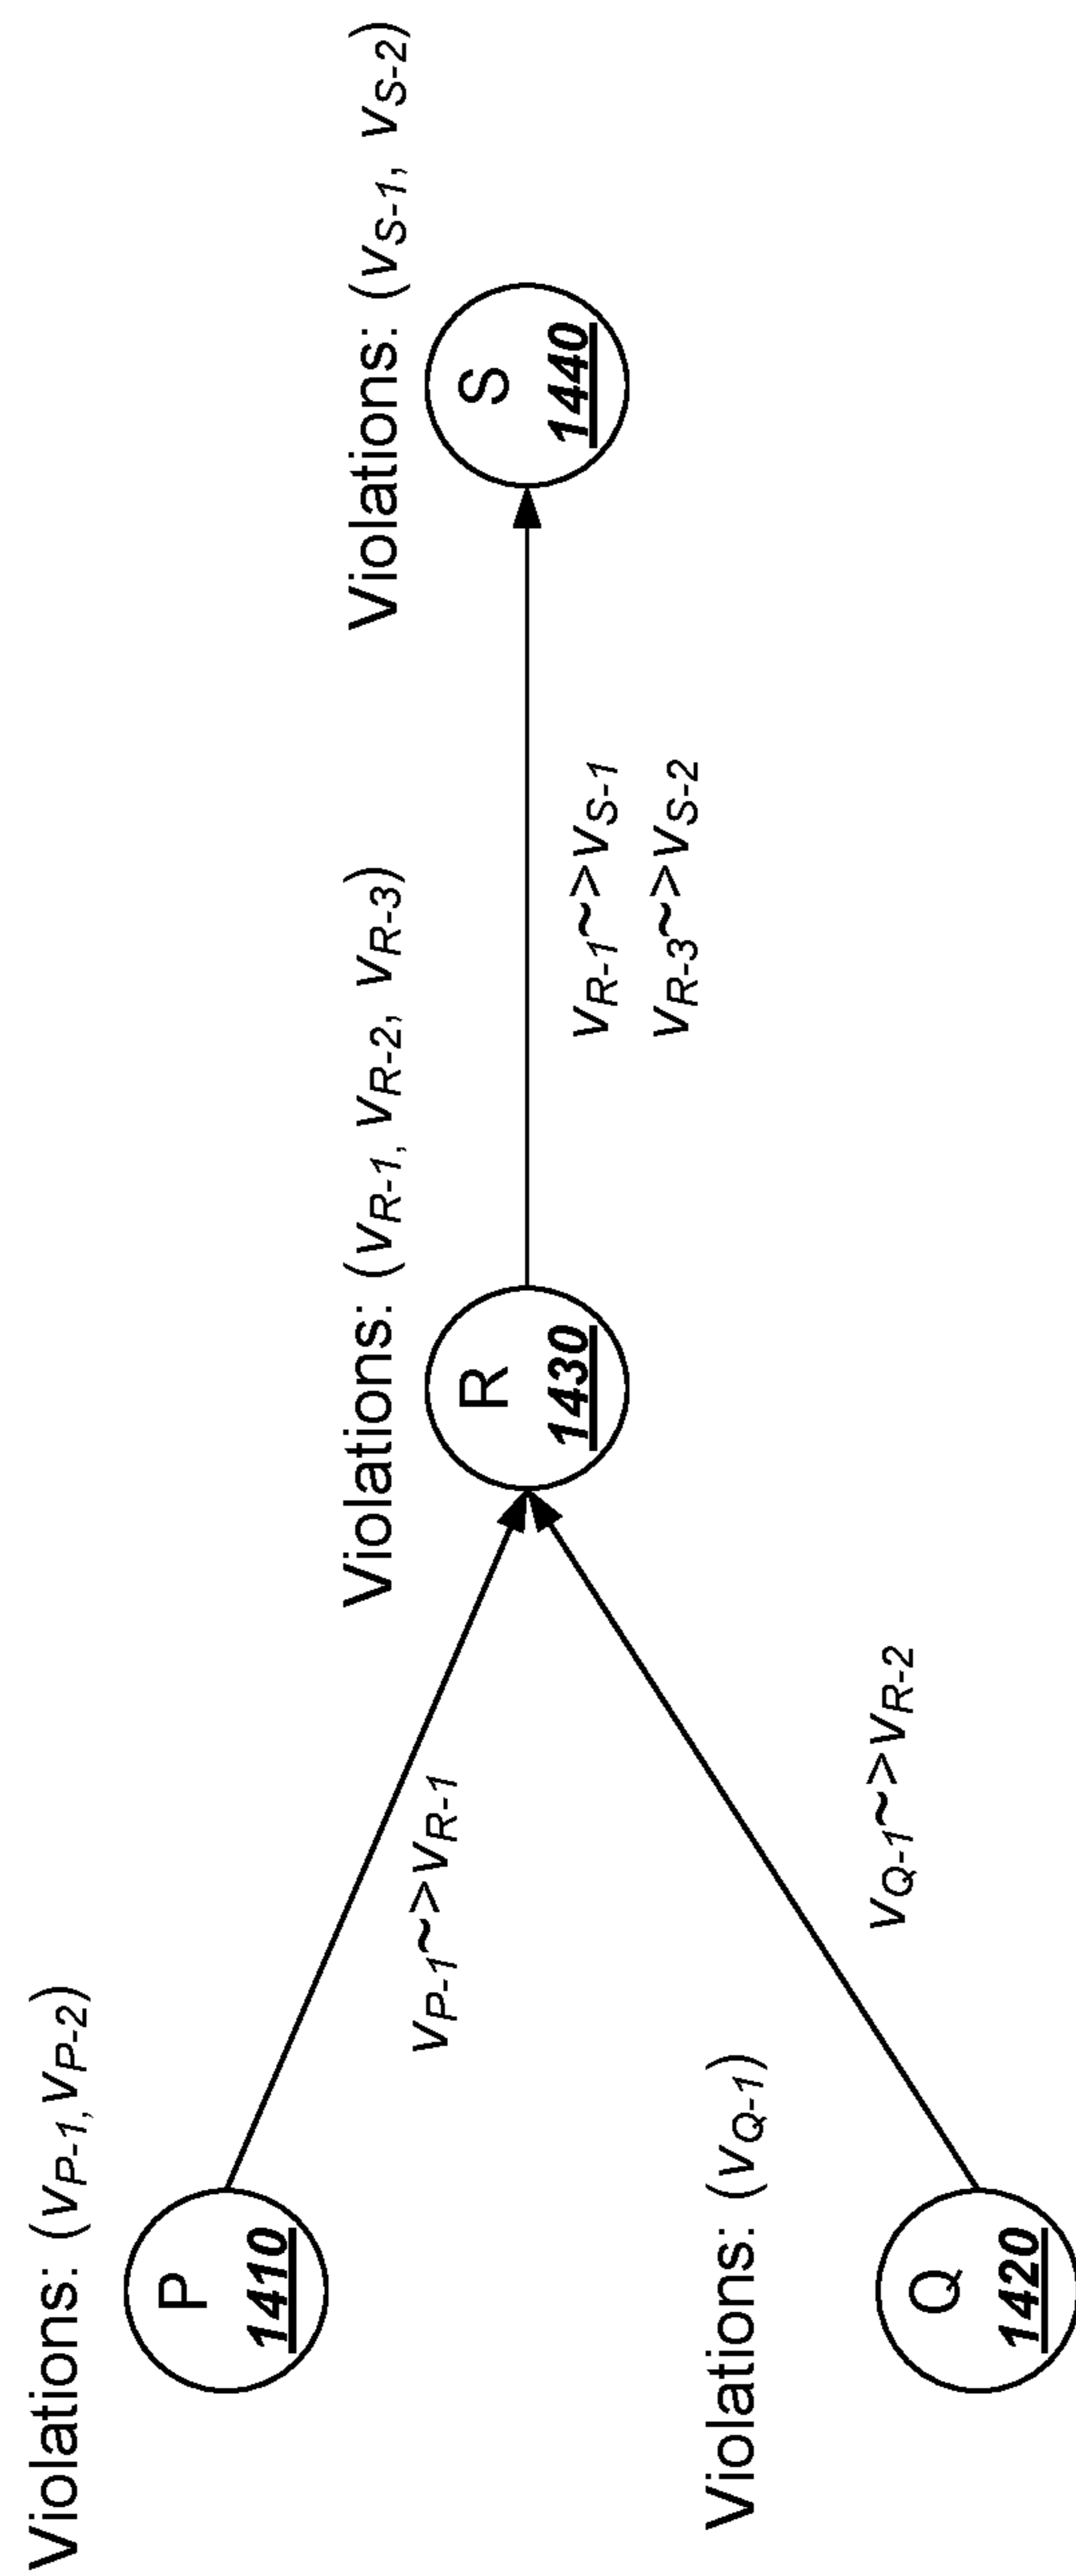 Violations: (vP-1, vP-2)
P
1410
vP-1~>vR-1
Violations: (vQ-1)
Q
1420
vQ-1~>vR-2
Violations: (vR-1, vR-2, vR-3)
R
1430
vR-1~>vS-1
vR-3~>vS-2
Violations: (vS-1, vS-2)
S
1440